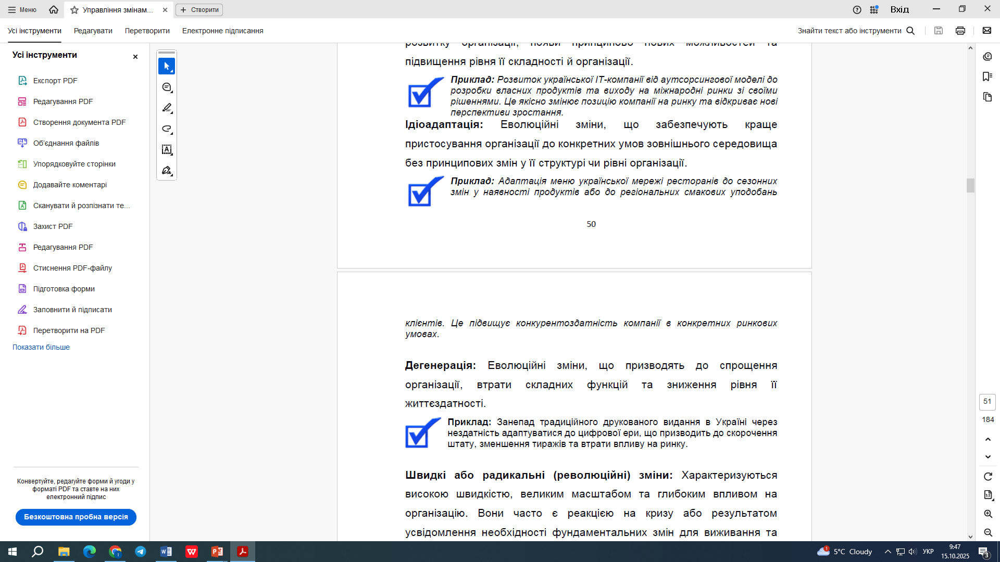 Меню
Управління змінам...
Створити
Вхід
Усі інструменти
Редагувати
Перетворити
Електронне підписання
Знайти текст або інструменти
Усі інструменти
Експорт PDF
Редагування PDF
Створення документа PDF
Об'єднання файлів
Упорядковуйте сторінки
Додавайте коментарі
Сканувати й розпізнати те...
Захист PDF
Редагування PDF
Стиснення PDF-файлу
Підготовка форми
Заповнити й підписати
Перетворити на PDF
Показати більше
Конвертуйте, редагуйте форми й угоди у
форматі PDF та ставте на них
електронний підпис
Безкоштовна пробна версія
розвитку організації, появи принципово нових можливостей та
підвищення рівня її складності й організації.
Приклад: Розвиток української ІТ-компанії від аутсорсингової моделі до
розробки власних продуктів та виходу на міжнародні ринки зі своїми
рішеннями. Це якісно змінює позицію компанії на ринку та відкриває нові
перспективи зростання.
Ідіоадаптація: Еволюційні зміни, що забезпечують краще
пристосування організації до конкретних умов зовнішнього середовища
без принципових змін у її структурі чи рівні організації.
Приклад: Адаптація меню української мережі ресторанів до сезонних
змін у наявності продуктів або до регіональних смакових уподобань
50
клієнтів. Це підвищує конкурентоздатність компанії в конкретних ринкових
умовах.
Дегенерація: Еволюційні зміни, що призводять до спрощення
організації, втрати складних функцій та зниження рівня її
життєздатності.
Приклад: Занепад традиційного друкованого видання в Україні через
нездатність адаптуватися до цифрової ери, що призводить до скорочення
штату, зменшення тиражів та втрати впливу на ринку.
Швидкі або радикальні (революційні) зміни: Характеризуються
високою швидкістю, великим масштабом та глибоким впливом на
організацію. Вони часто є реакцією на кризу або результатом
усвідомлення необхідності фундаментальних змін для виживання та
51
184
1
5°C Cloudy
УКР
9:47
15.10.2025
3